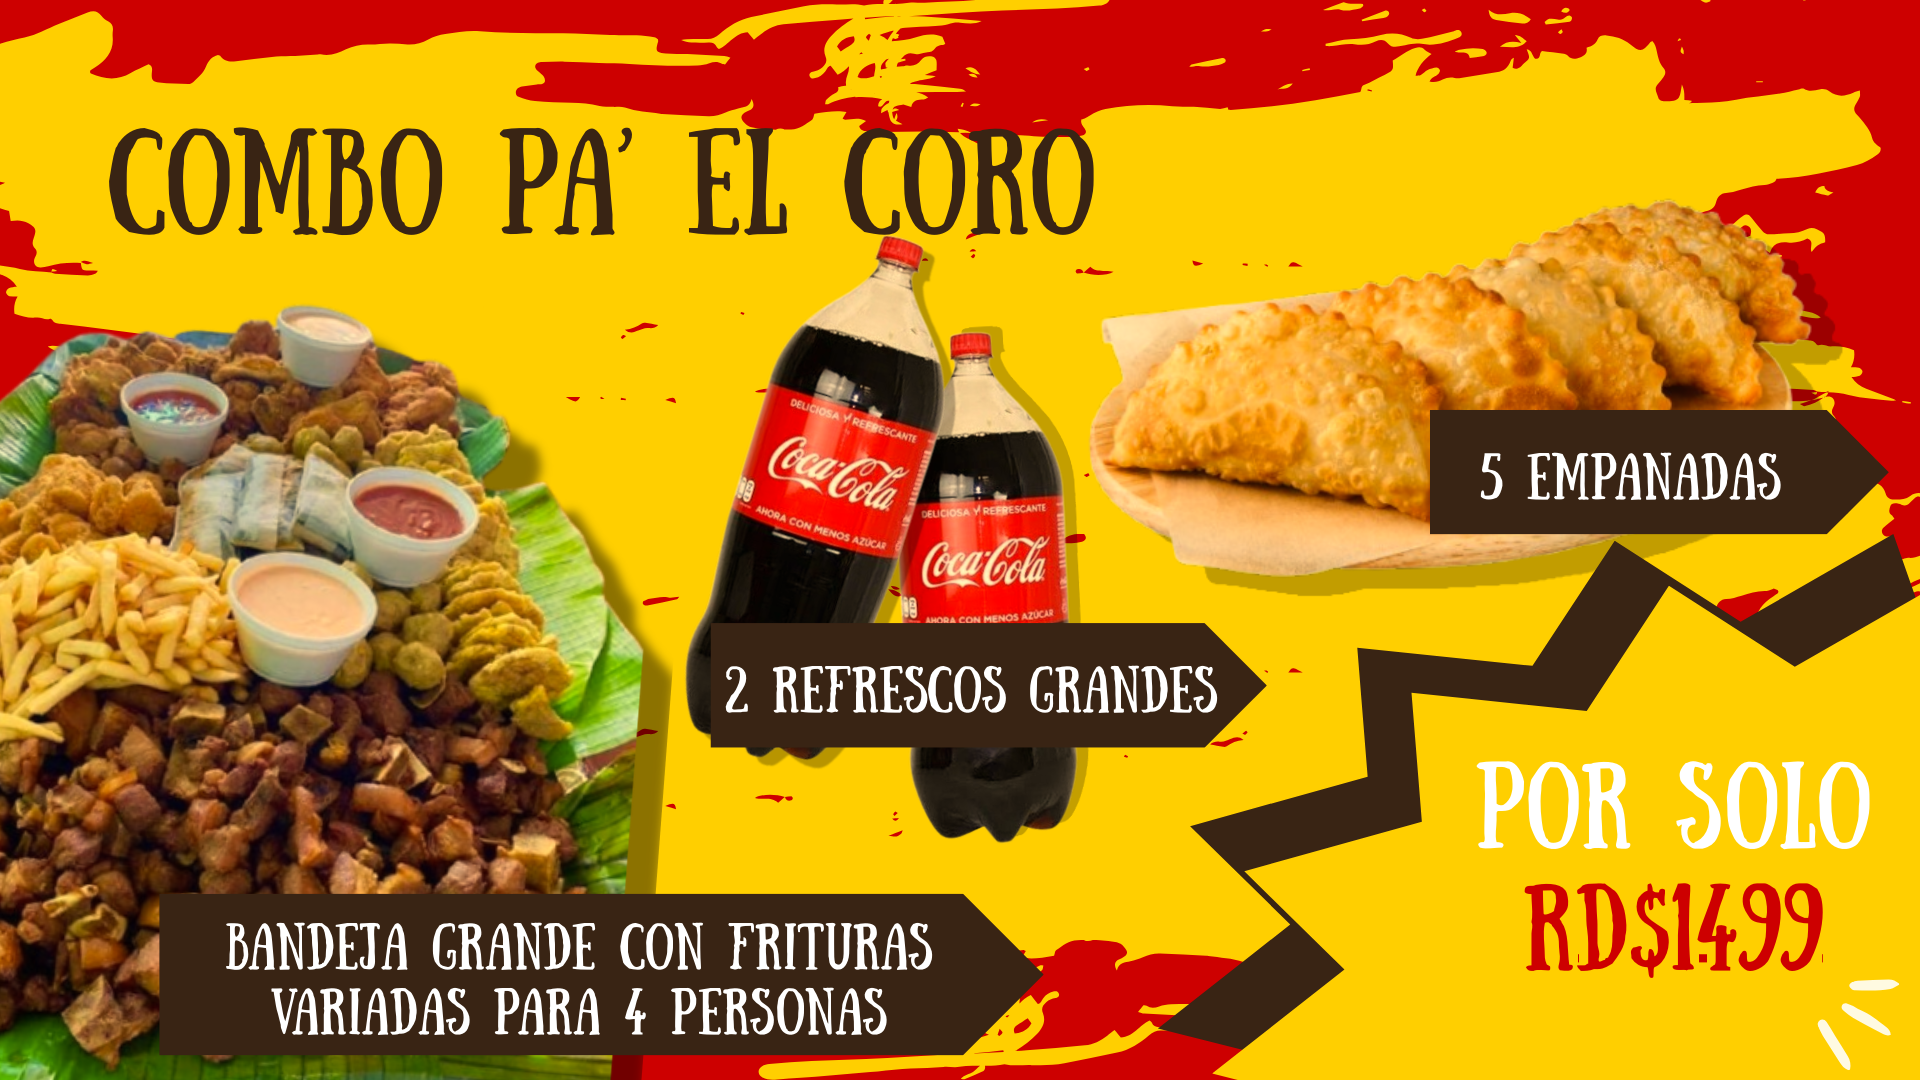 COMBO PA' EL CORO
DELICIOSA Y REFRESCANTE
Coca-Cola
AHORA CON MENOS AZÚCAR
DELICIOSA Y REFRESCANTE
Coca-Cola
AHORA CON MENOS AZÚCAR
5 EMPANADAS
2 REFRESCOS GRANDES
POR SOLO
RD$1499
BANDEJA GRANDE CON FRITURAS
VARIADAS PARA 4 PERSONAS